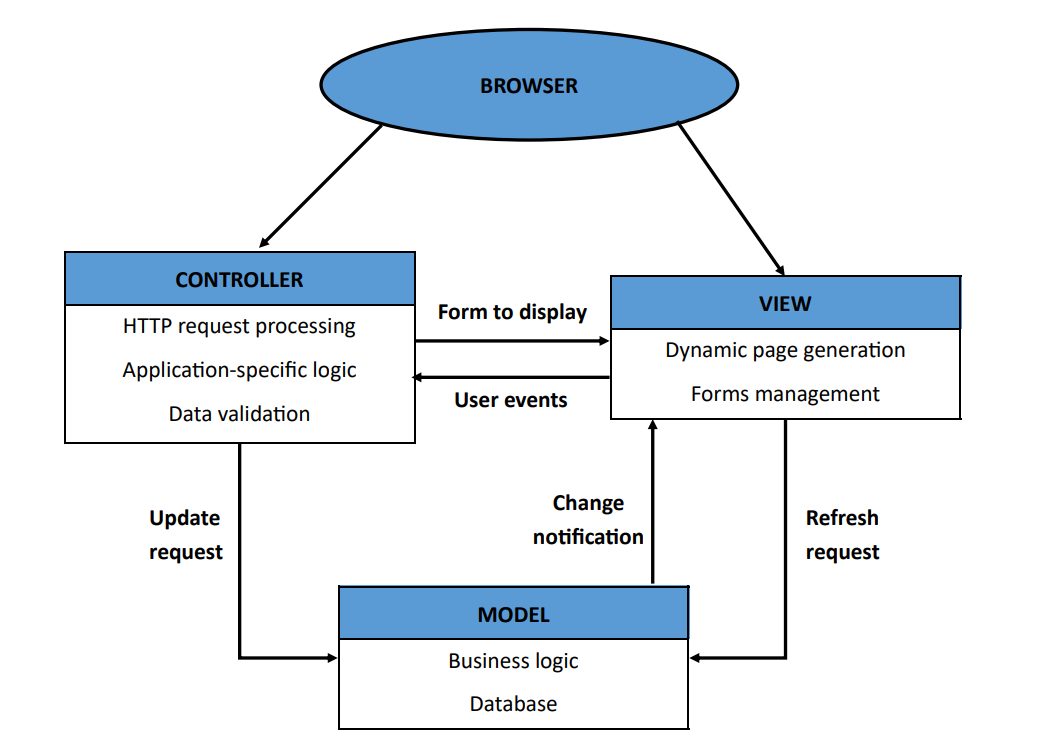 BROWSER
CONTROLLER
HTTP request processing
Application-specific logic
Data validation
Form to display
User events
VIEW
Dynamic page generation
Forms management
Update
request
Change
notification
Refresh
request
MODEL
Business logic
Database